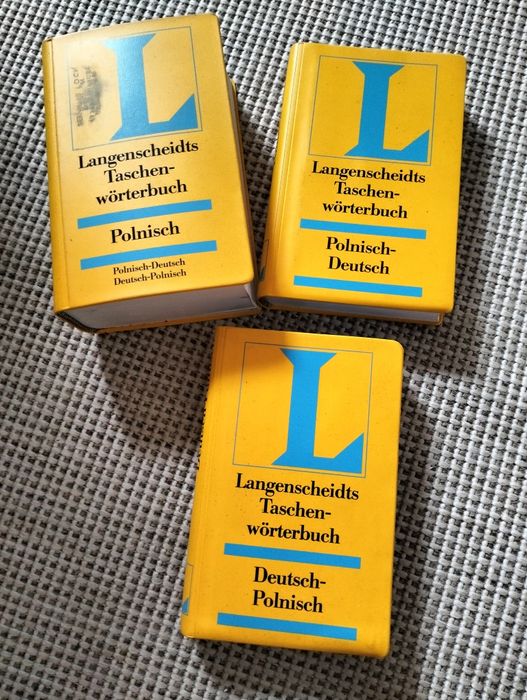 L
Langenscheidts
Taschen-
wörterbuch
Polnisch
Polnisch-Deutsch
Deutsch-Polnisch
L
Langenscheidts
Taschen-
wörterbuch
Polnisch-
Deutsch
L
Langenscheidts
Taschen-
wörterbuch
Deutsch-
Polnisch